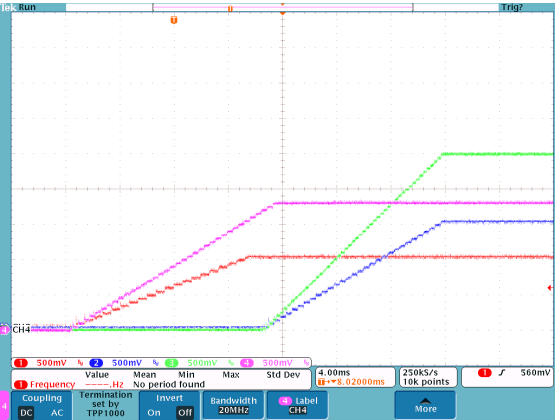 Tek Run Trig?
T
T
4 CH4
1 500mV 2 500mV 3 500mV 4 500mV
Value Mean Min Max Std Dev
1 Frequency ----.Hz No period found
4.00ms
T 8.02000ms
250kS/s
10k points
1 560mV
4
Coupling
DC AC
Termination
set by
TPP1000
Invert
On Off
Bandwidth
20MHz
4 Label
CH4
More